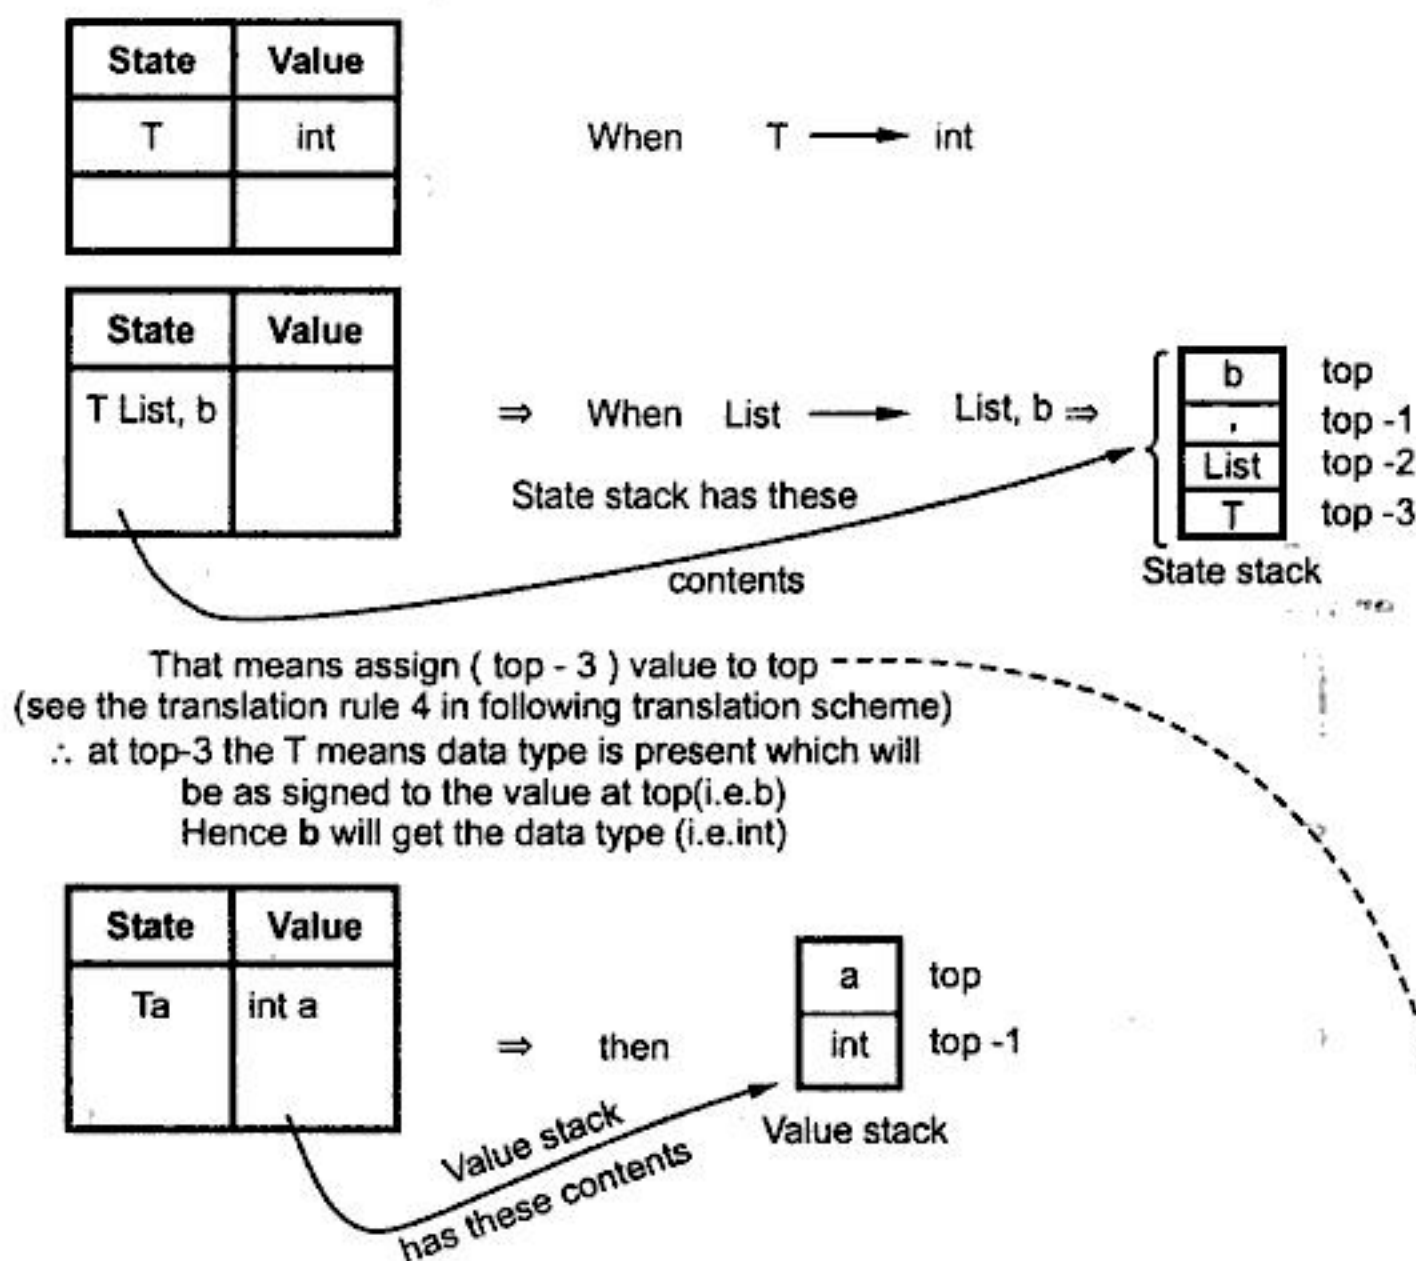 State Value
T int
When T → int
State Value
T List, b
⇒ When List → List, b ⇒
b top
, top -1
List top -2
T top -3
State stack has these
contents
State stack
That means assign ( top - 3 ) value to top
(see the translation rule 4 in following translation scheme)
∴ at top-3 the T means data type is present which will
be as signed to the value at top(i.e.b)
Hence b will get the data type (i.e.int)
State Value
Ta int a
⇒ then
a top
int top -1
Value stack
Value stack
has these contents